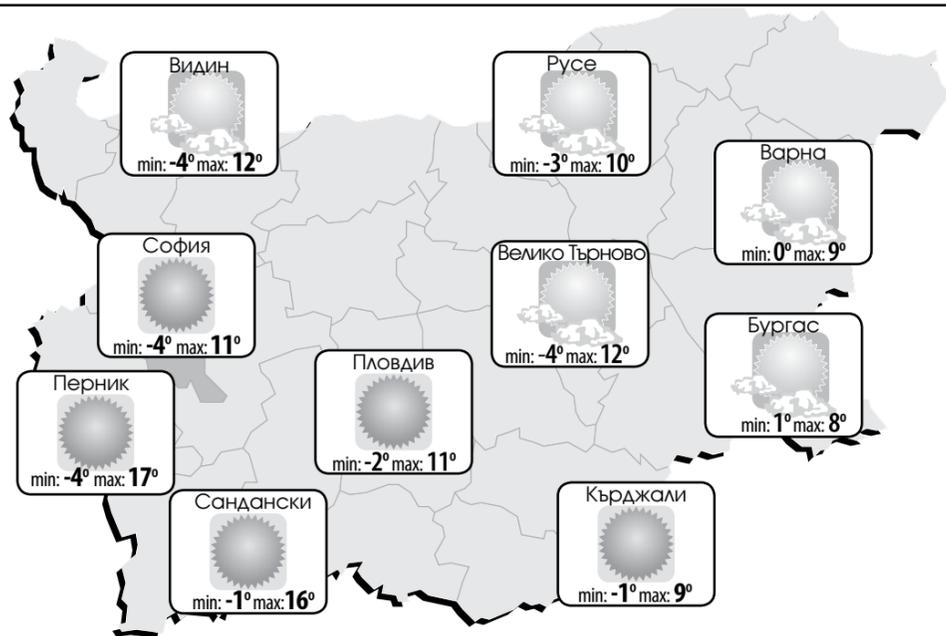 Видин
min: -4° max: 12°
Русе
min: -3° max: 10°
Варна
min: 0° max: 9°
София
min: -4° max: 11°
Велико Търново
min: -4° max: 12°
Бургас
min: 1° max: 8°
Пловдив
min: -2° max: 11°
Перник
min: -4° max: 17°
Сандански
min: -1° max: 16°
Кърджали
min: -1° max: 9°